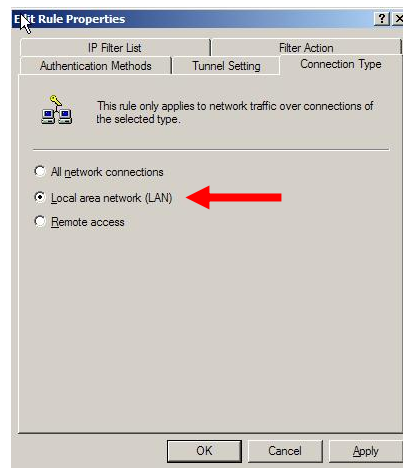 Edit Rule Properties
IP Filter List Filter Action
Authentication Methods Tunnel Setting Connection Type
This rule only applies to network traffic over connections of
the selected type.
All network connections
Local area network (LAN)
Remote access
OK Cancel Apply